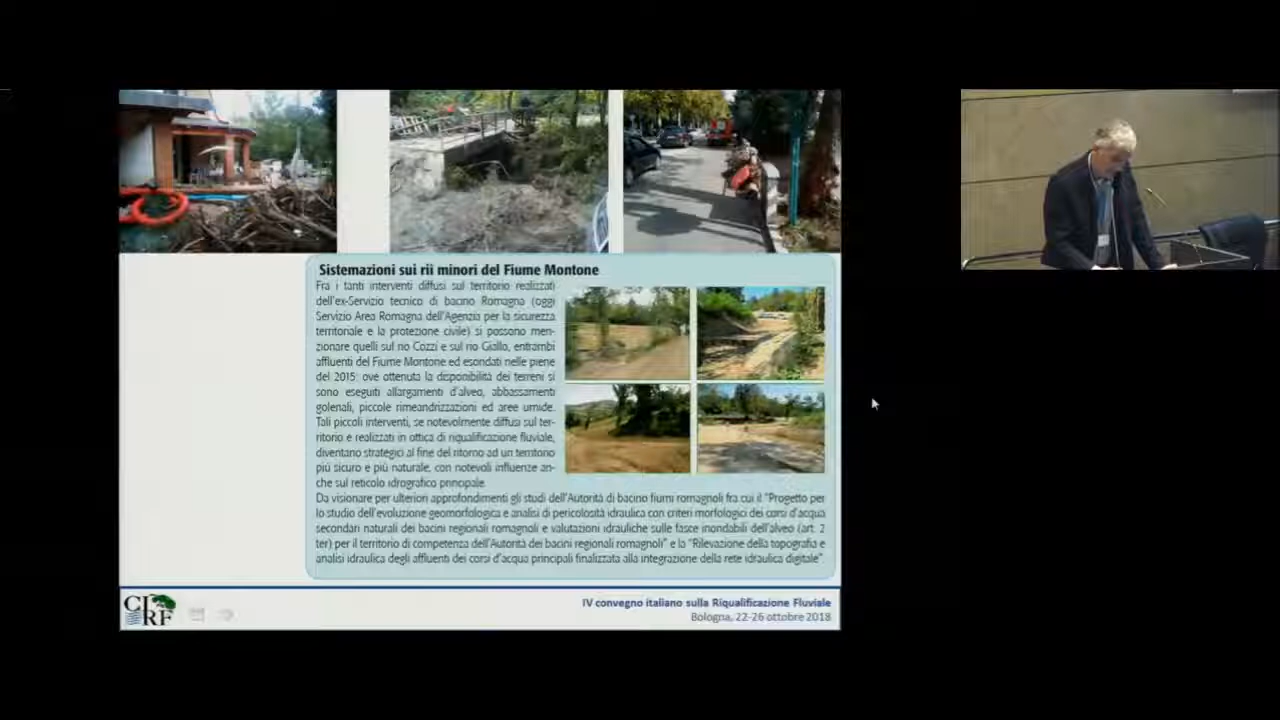 Sistemazioni sui rii minori del Fiume Montone
Fra i tanti interventi diffusi sul territorio realizzati
dell'ex-Servizio tecnico di bacino Romagna (oggi
Servizio Area Romagna dell'Agenzia per la sicurezza
territoriale e la protezione civile) si possono men-
zionare quelli sul rio Cozzi e sul rio Giallo, entrambi
affluenti del Fiume Montone ed esondati nelle piene
del 2015: ove ottenuta la disponibilità dei terreni si
sono eseguiti allargamenti d'alveo, abbassamenti
golenali, piccole rimeandrizzazioni ed aree umide.
Tali piccoli interventi, se notevolmente diffusi sul ter-
ritorio e realizzati in ottica di riqualificazione fluviale,
diventano strategici al fine del ritorno ad un territorio
più sicuro e più naturale, con notevoli influenze an-
che sul reticolo idrografico principale.
Da visionare per ulteriori approfondimenti gli studi dell'Autorità di bacino fiumi romagnoli fra cui il "Progetto per
lo studio dell'evoluzione geomorfologica e analisi di pericolosità idraulica con criteri morfologici dei corsi d'acqua
secondari naturali dei bacini regionali romagnoli e valutazioni idrauliche sulle fasce inondabili dell'alveo (art. 2
ter) per il territorio di competenza dell'Autorità dei bacini regionali romagnoli" e la "Rilevazione della topografia e
analisi idraulica degli affluenti dei corsi d'acqua principali finalizzata alla integrazione della rete idraulica digitale".
CIRF
IV convegno italiano sulla Riqualificazione Fluviale
Bologna, 22-26 ottobre 2018